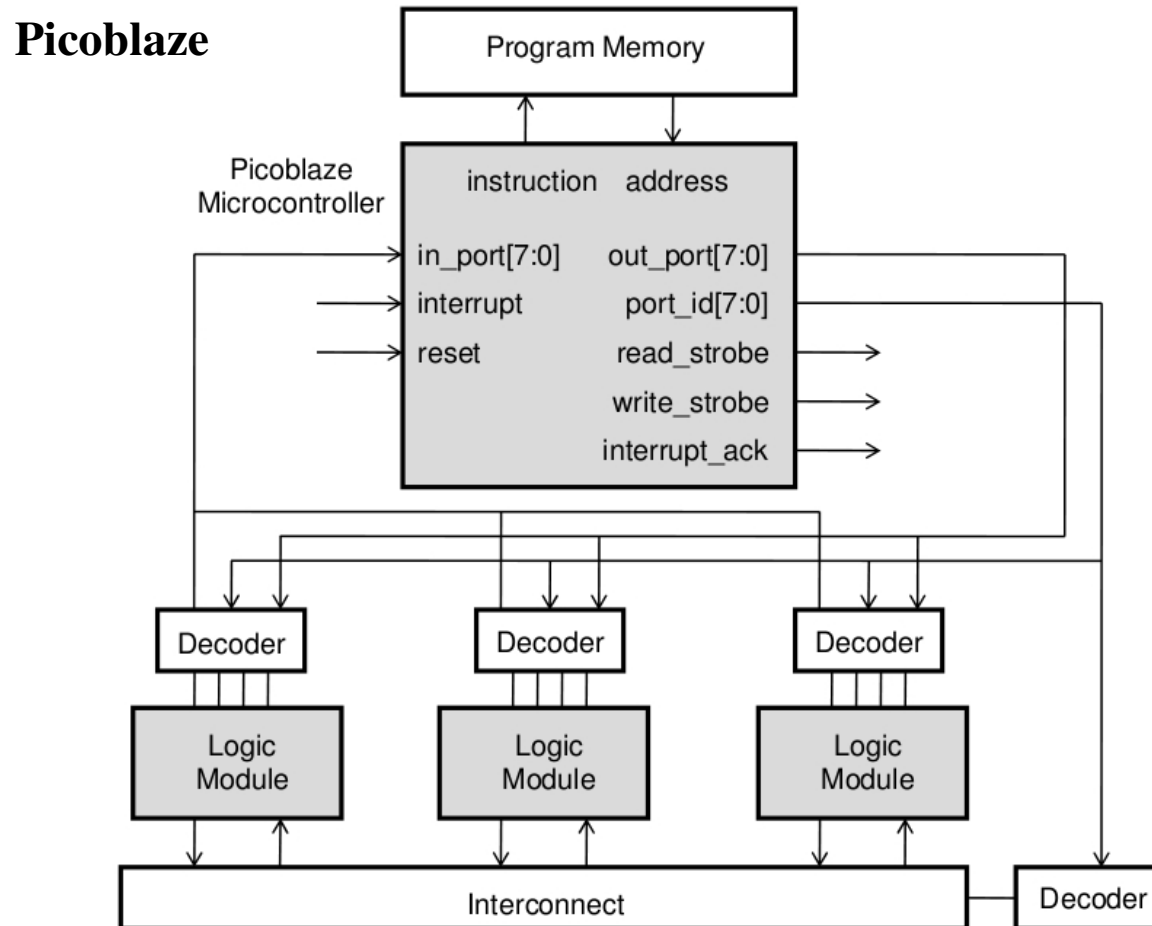 Picoblaze
Program Memory
Picoblaze
Microcontroller
instruction address
in_port[7:0] out_port[7:0]
interrupt port_id[7:0]
reset read_strobe
write_strobe
interrupt_ack
Decoder Decoder Decoder
Logic Logic Logic
Module Module Module
Interconnect Decoder